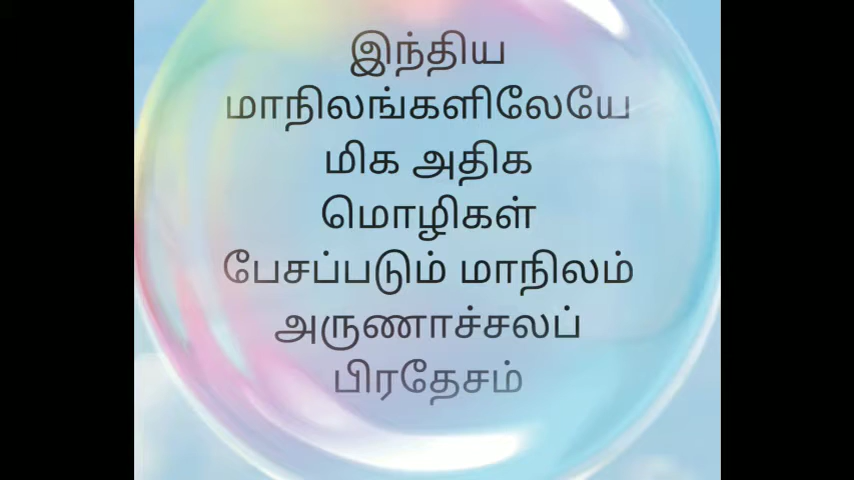 இந்திய
மாநிலங்களிலேயே
மிக அதிக
மொழிகள்
பேசப்படும் மாநிலம்
அருணாச்சலப்
பிரதேசம்